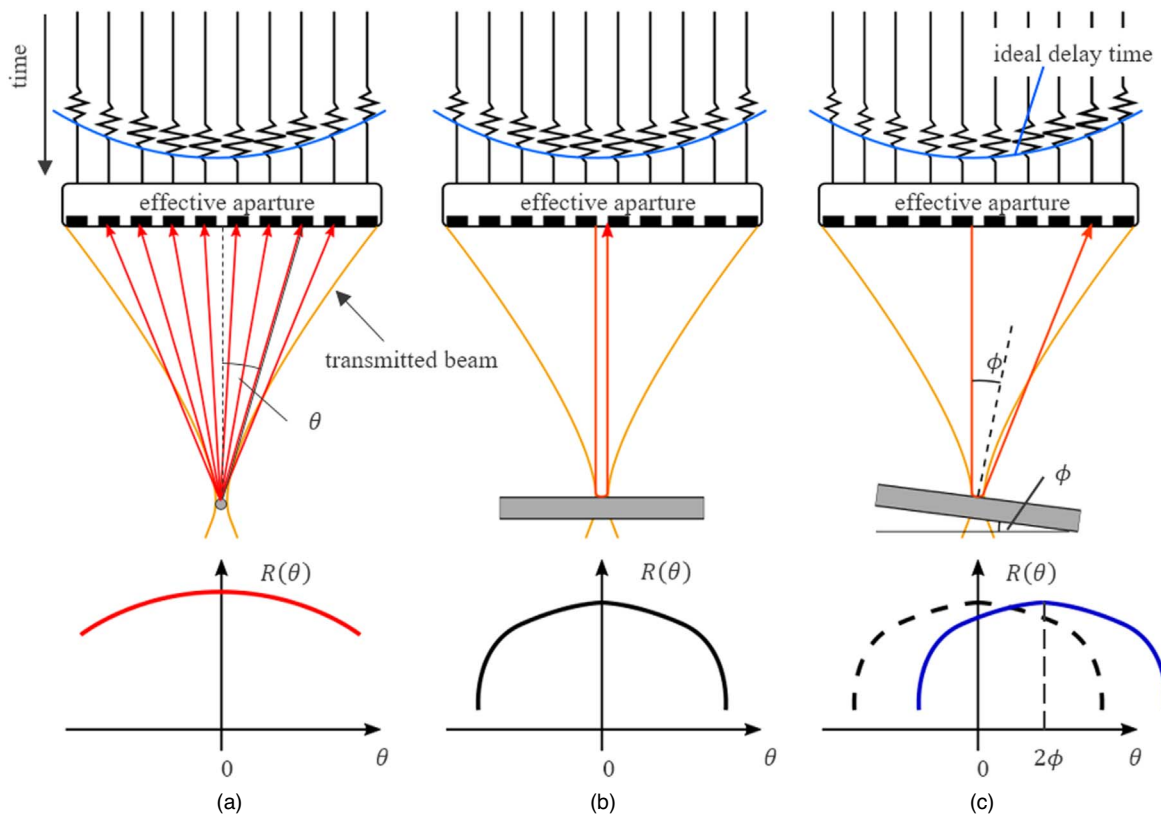 time
ideal delay time
effective aparture
effective aparture
effective aparture
transmitted beam
θ
ϕ
ϕ
R(θ)
R(θ)
R(θ)
0
θ
0
θ
0
2ϕ
θ
(a)
(b)
(c)